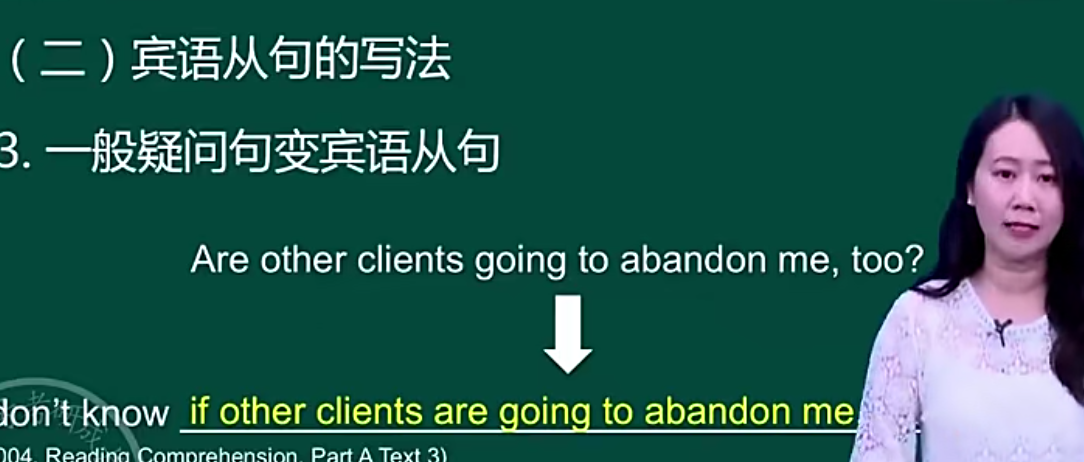 （二）宾语从句的写法
3. 一般疑问句变宾语从句
Are other clients going to abandon me, too?
don't know if other clients are going to abandon me
004, Reading Comprehension, Part A Text 3)